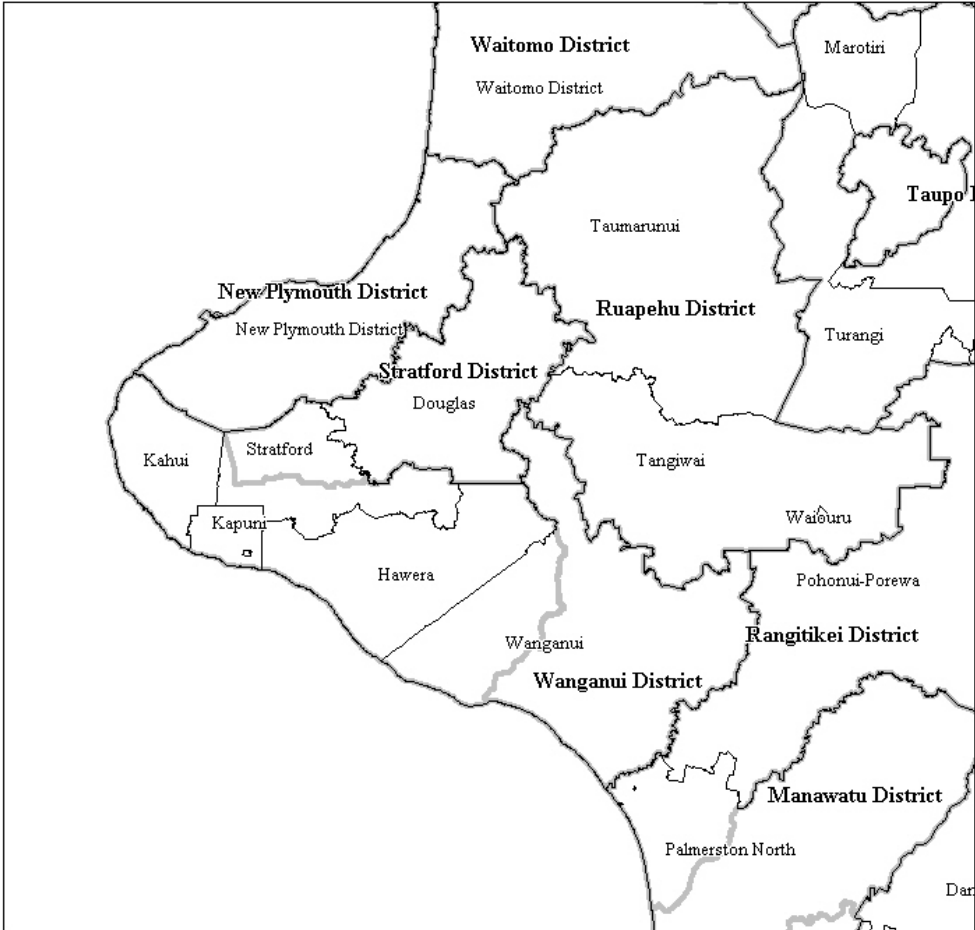 Waitomo District
Marotiri
Waitomo District
Taupo
Taumarunui
New Plymouth District
Ruapehu District
New Plymouth District
Turangi
Stratford District
Douglas
Stratford
Kahui
Tangiwai
Kapuni
Waiouru
Hawera
Pohonui-Porewa
Wanganui
Rangitikei District
Wanganui District
Manawatu District
Palmerston North
Dan